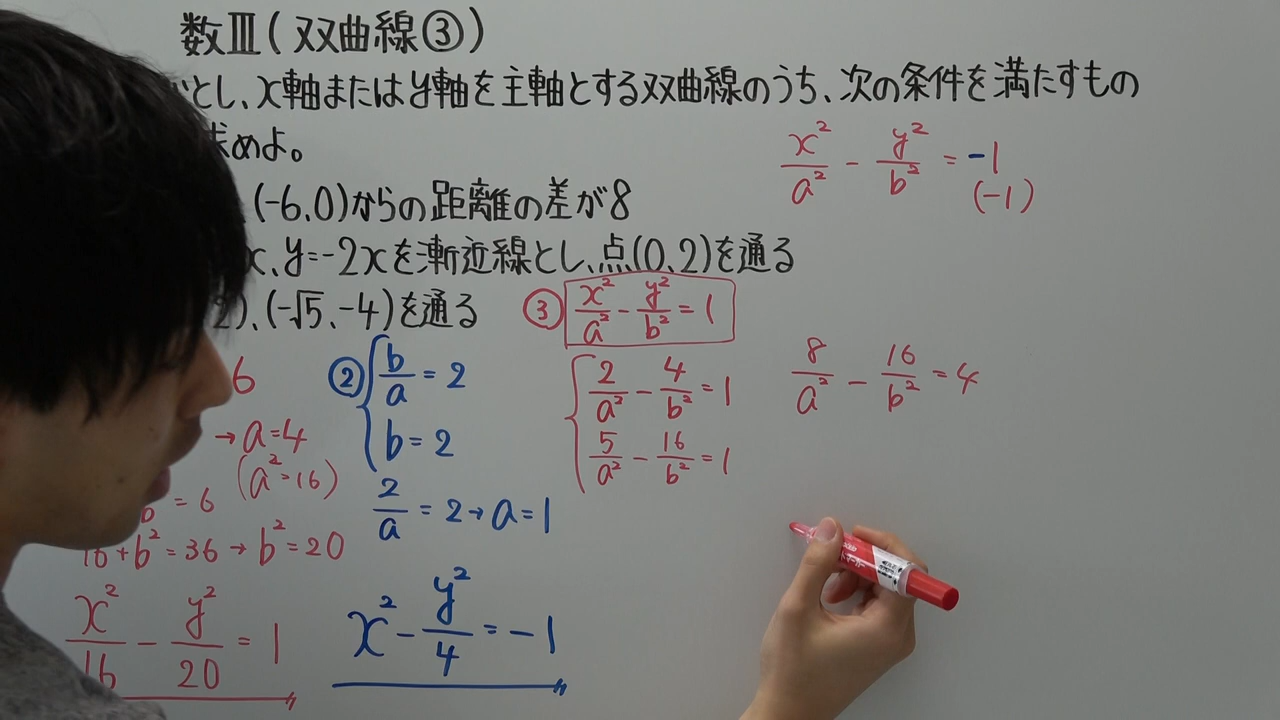 数Ⅲ(双曲線③)
とし、x軸またはy軸を主軸とする双曲線のうち、次の条件を満たすもの
求めよ。
x²/a² - y²/b² = -1
(-1)
、(-6,0)からの距離の差が8
x、y=-2xを漸近線とし、点(0,2)を通る
2)、(-√5,-4)を通る
③ x²/a² - y²/b² = 1
6
→ a=4
(a²=16)
= 6
16+b²=36 → b²=20
x²/16 - y²/20 = 1
② b/a = 2
b = 2
2/a = 2 → a = 1
x² - y²/4 = -1
2/a² - 4/b² = 1
5/a² - 16/b² = 1
8/a² - 16/b² = 4